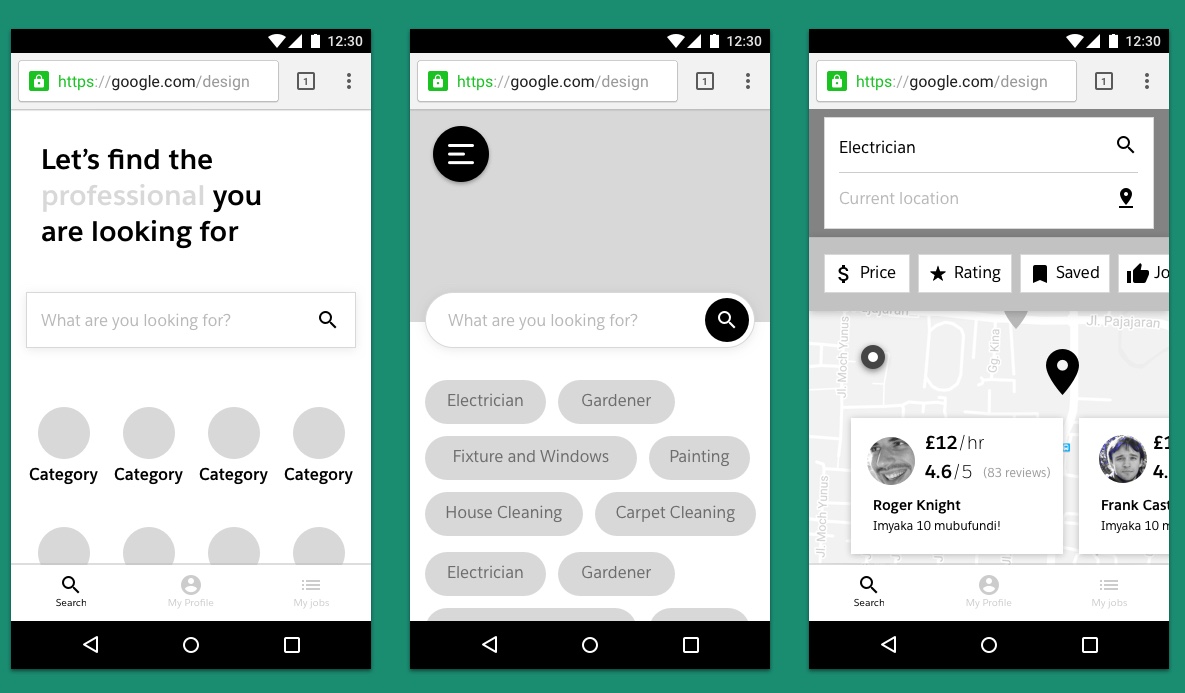 12:30
https://google.com/design
1
Let's find the
professional you
are looking for
What are you looking for?
Category Category Category Category
Search My Profile My jobs
12:30
https://google.com/design
1
What are you looking for?
Electrician Gardener
Fixture and Windows Painting
House Cleaning Carpet Cleaning
Electrician Gardener
12:30
https://google.com/design
1
Electrician
Current location
Price Rating Saved Jo
Jl. Moch Yunus
Gg. Kina
Jl. Pajajaran
£12/hr
4.6/5 (83 reviews)
Roger Knight
Imyaka 10 mubufundi!
£1
4.
Frank Cast
Imyaka 10 m
Jl. Moch Yunus
Search My Profile My jobs